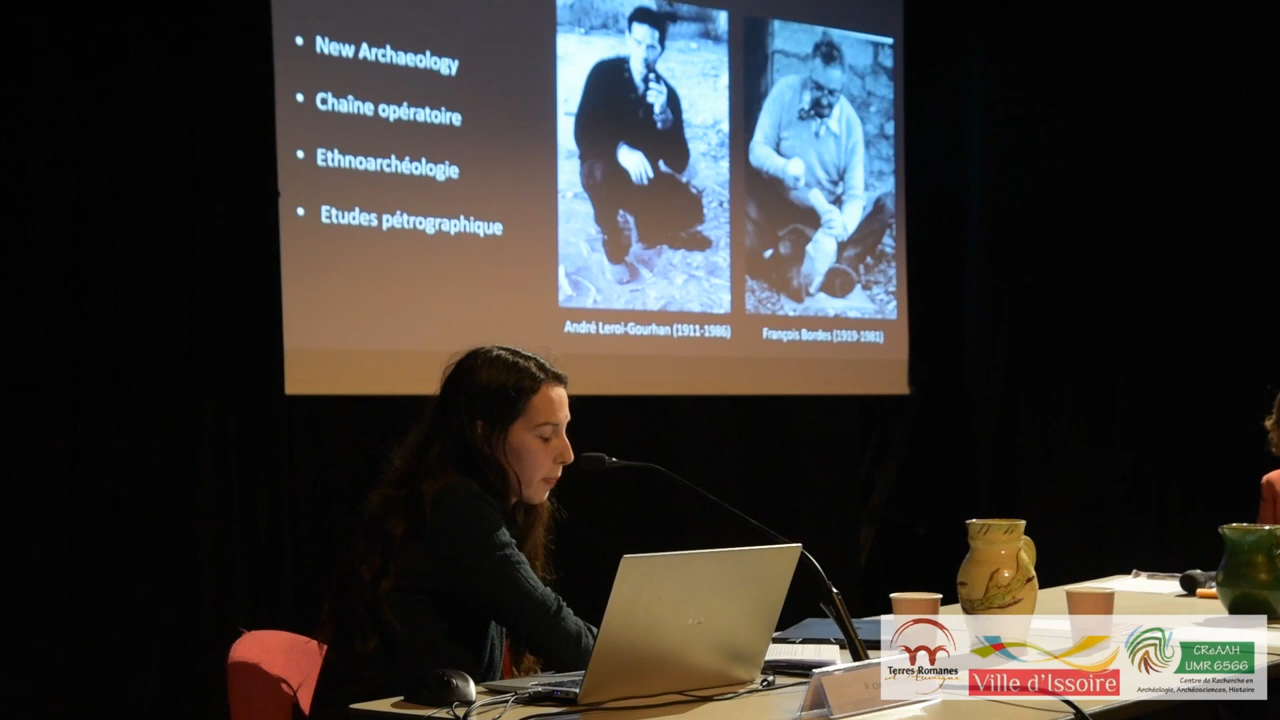 • New Archaeology
• Chaîne opératoire
• Ethnoarchéologie
• Etudes pétrographique
André Leroi-Gourhan (1911-1986)
François Bordes (1919-1981)
Terres Romanes
d'Auvergne
Ville d'Issoire
CReAAH
UMR 6566
Centre de Recherche en
Archéologie, Archéosciences, Histoire